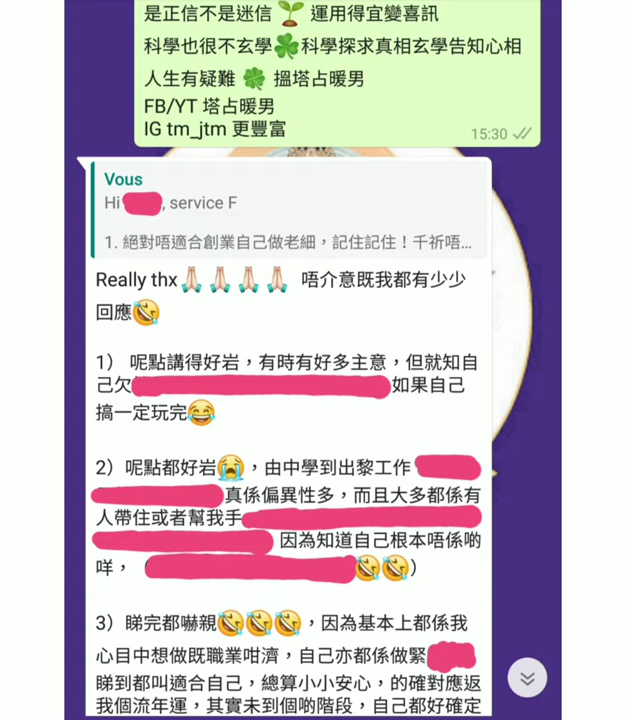 是正信不是迷信🌱 運用得宜變喜訊
科學也很不玄學🍀科學探求真相玄學告知心相
人生有疑難 🍀 搵塔占暖男
FB/YT 塔占暖男
IG tm_jtm 更豐富
15:30
Vous
Hi , service F
1. 絕對唔適合創業自己做老細，記住記住！千祈唔...
Really thx🙏🏻🙏🏻🙏🏻🙏🏻 唔介意既我都有少少
回應🤣
1） 呢點講得好岩，有時有好多主意，但就知自
己欠 如果自己
搞一定玩完😂
2）呢點都好岩😭，由中學到出黎工作
真係偏異性多，而且大多都係有
人帶住或者幫我手
因為知道自己根本唔係啲
咩，（ 🤣🤣）
3）睇完都嚇親🤣🤣🤣，因為基本上都係我
心目中想做既職業咁濟，自己亦都係做緊
睇到都叫適合自己，總算小小安心，的確對應返
我個流年運，其實未到個啲階段，自己都好確定